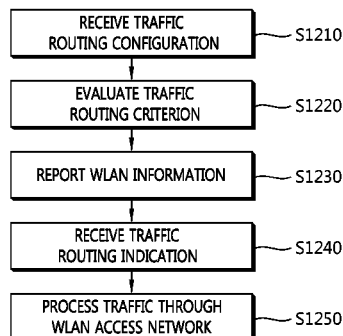 RECEIVE TRAFFIC
ROUTING CONFIGURATION
S1210
EVALUATE TRAFFIC
ROUTING CRITERION
S1220
REPORT WLAN INFORMATION
S1230
RECEIVE TRAFFIC
ROUTING INDICATION
S1240
PROCESS TRAFFIC THROUGH
WLAN ACCESS NETWORK
S1250